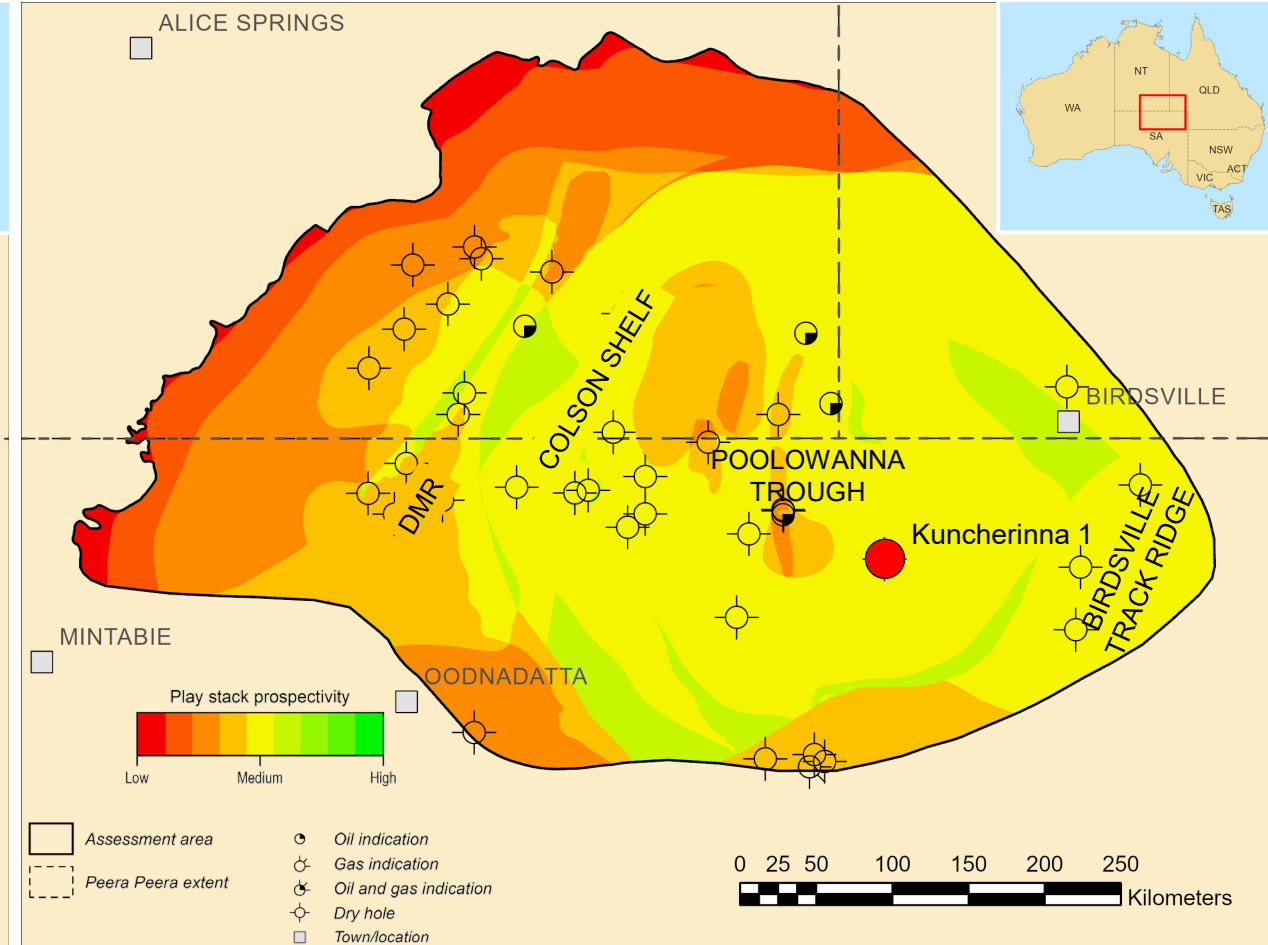 ALICE SPRINGS
NT
QLD
WA
SA
NSW
ACT
VIC
TAS
COLSON SHELF
BIRDSVILLE
POOLOWANNA
TROUGH
DMR
Kuncherinna 1
BIRDSVILLE
TRACK RIDGE
MINTABIE
OODNADATTA
Play stack prospectivity
Low Medium High
Assessment area
Peera Peera extent
Oil indication
Gas indication
Oil and gas indication
Dry hole
Town/location
0 25 50 100 150 200 250
Kilometers